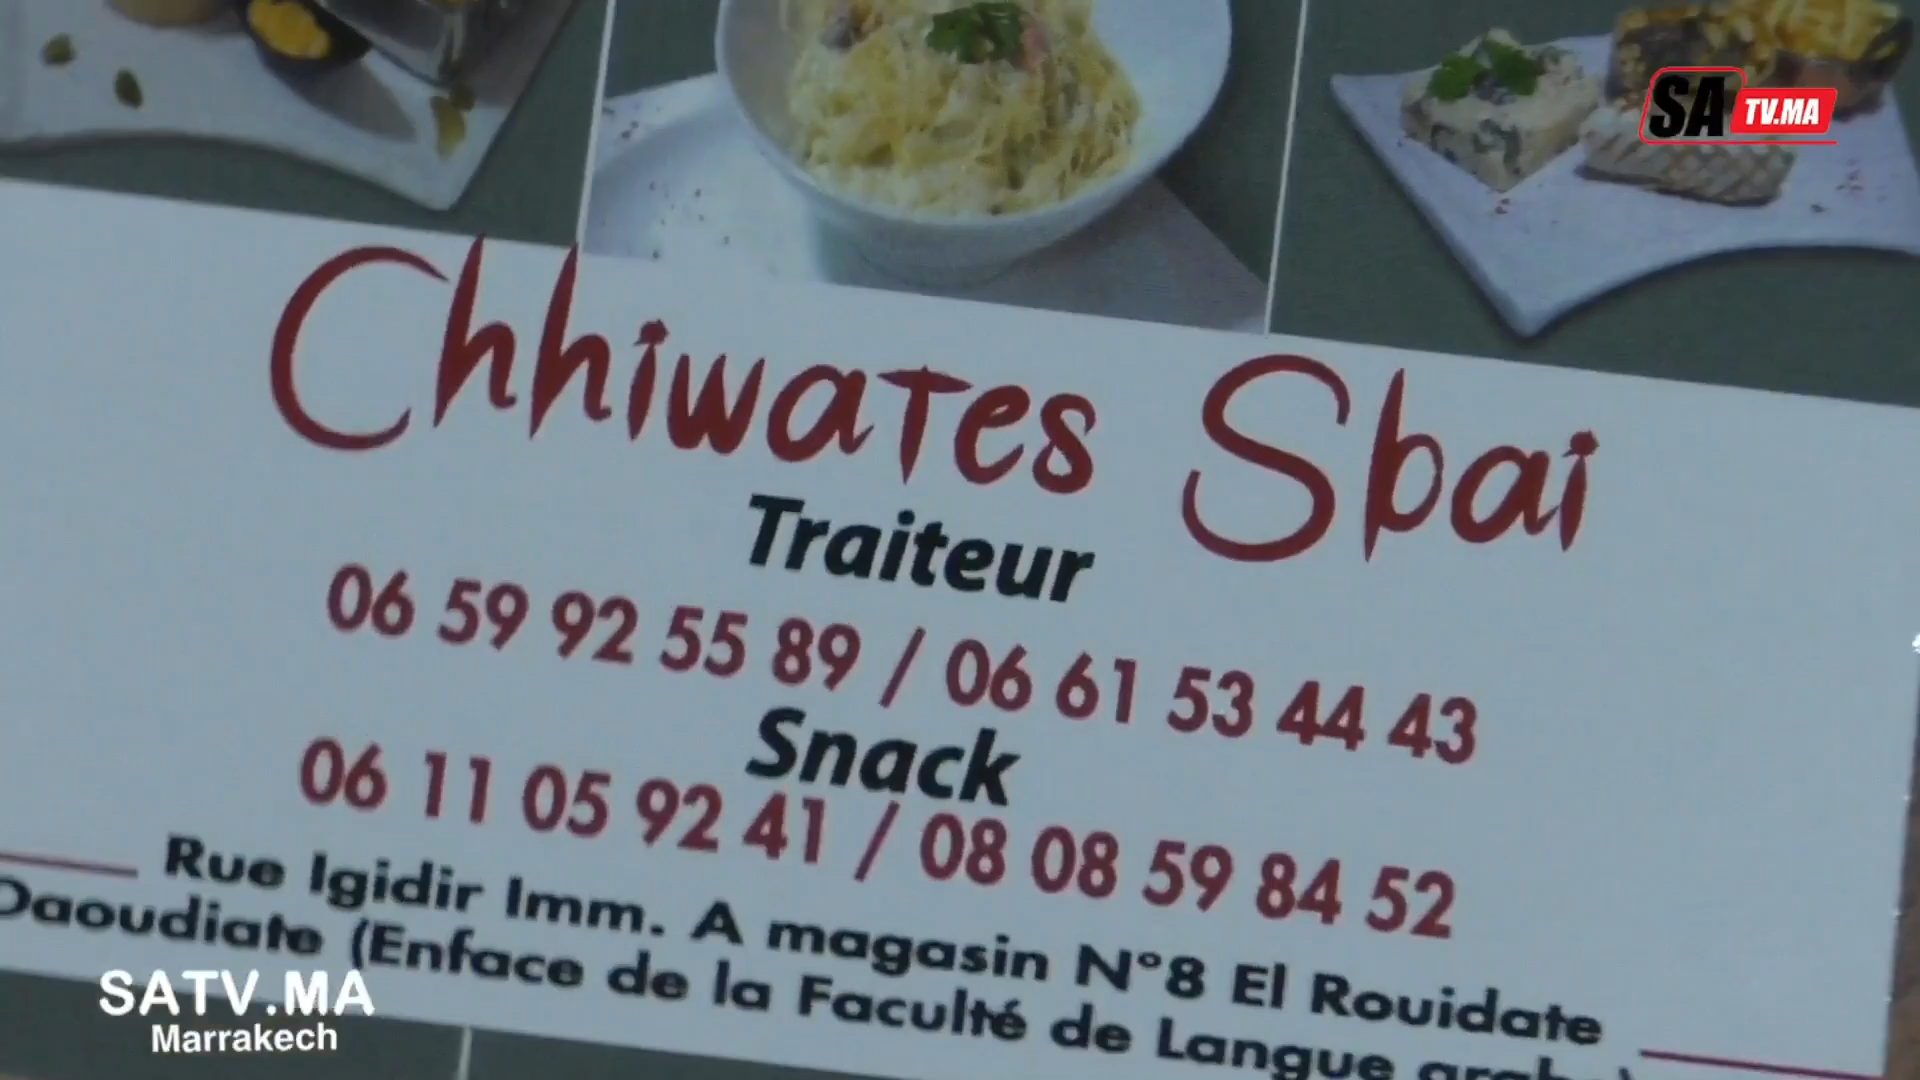 SA TV.MA
Chhiwates Sbai
Traiteur
06 59 92 55 89 / 06 61 53 44 43
Snack
06 11 05 92 41 / 08 08 59 84 52
Rue Igidir Imm. A magasin N°8 El Rouidate
Daoudiate (Enface de la Faculté de Langue arabe)
SATV.MA
Marrakech